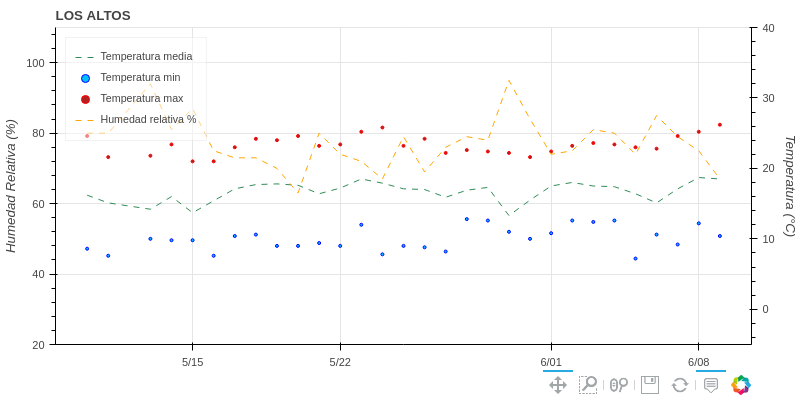 LOS ALTOS
Temperatura media
Temperatura min
Temperatura max
Humedad relativa %
Humedad Relativa (%)
100
80
60
40
20
Temperatura (°C)
40
30
20
10
0
5/15
5/22
6/01
6/08